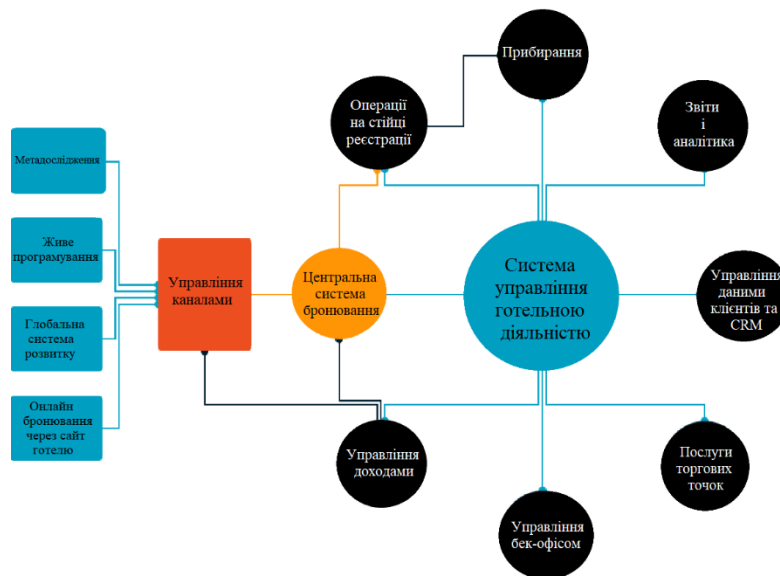 Прибирання
Операції
на стійці
реєстрації
Звіти
і
аналітика
Метадослідження
Живе
програмування
Глобальна
система
розвитку
Онлайн
бронювання
через сайт
готелю
Управління
каналами
Центральна
система
бронювання
Система
управління
готельною
діяльністю
Управління
даними
клієнтів та
CRM
Управління
доходами
Послуги
торгових
точок
Управління
бек-офісом